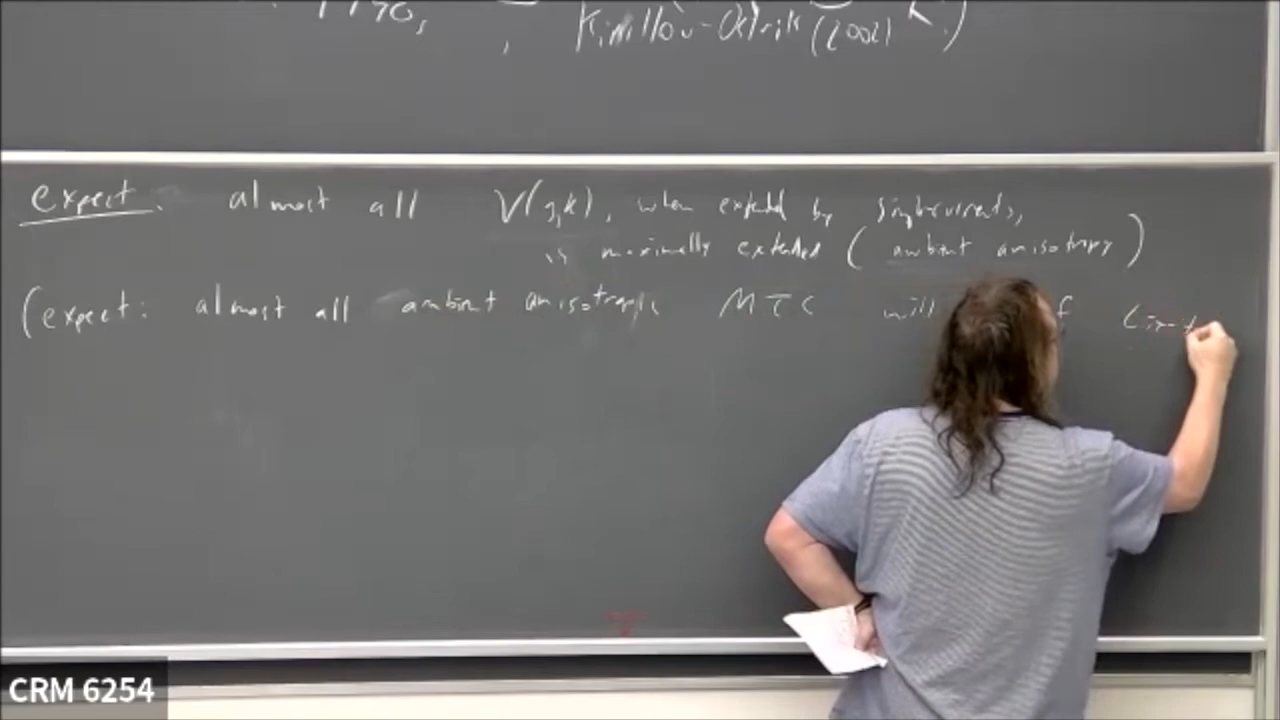 1990,
Kirillov-Ostrik (2002) )
expect: almost all V(g,k), when extended by simple currents,
is maximally extended (ambient anisotropy)
(expect: almost all ambient anisotropic MTC will f
CRM 6254